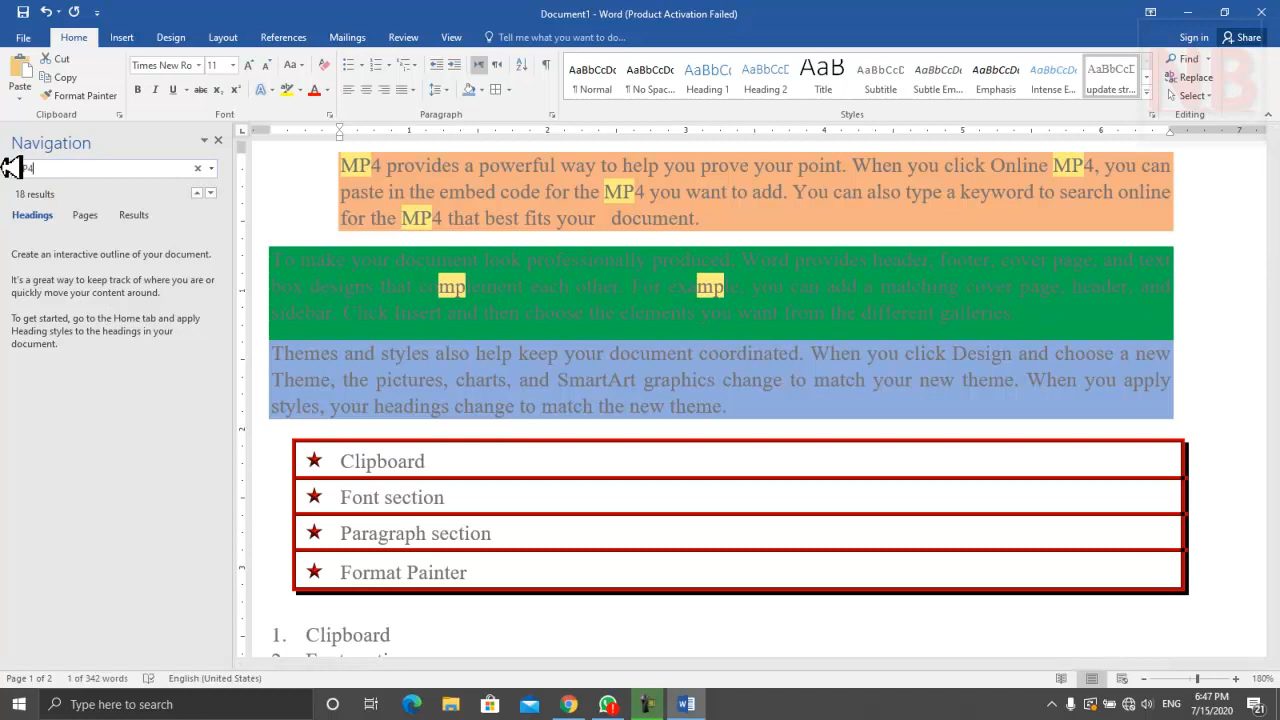 Document1 - Word (Product Activation Failed)
File Home Insert Design Layout References Mailings Review View Tell me what you want to do... Sign in Share
Paste Cut Copy Format Painter
Times New Ro 11
AaBbCcDc AaBbCcDc AaBbC( AaBbCcD AaB AaBbCcD AaBbCcDc AaBbCcDc AaBbCcDc AaBbCcD
¶ Normal ¶ No Spac... Heading 1 Heading 2 Title Subtitle Subtle Em... Emphasis Intense E... update str...
Find Replace Select
Clipboard Font Paragraph Styles Editing
Navigation
18 results
Headings Pages Results
Create an interactive outline of your document.
It's a great way to keep track of where you are or
quickly move your content around.
To get started, go to the Home tab and apply
Heading styles to the headings in your
document.
1 2 3 4 5 6 7
MP4 provides a powerful way to help you prove your point. When you click Online MP4, you can
paste in the embed code for the MP4 you want to add. You can also type a keyword to search online
for the MP4 that best fits your document.
To make your document look professionally produced, Word provides header, footer, cover page, and text
box designs that complement each other. For example, you can add a matching cover page, header, and
sidebar. Click Insert and then choose the elements you want from the different galleries.
Themes and styles also help keep your document coordinated. When you click Design and choose a new
Theme, the pictures, charts, and SmartArt graphics change to match your new theme. When you apply
styles, your headings change to match the new theme.
Clipboard
Font section
Paragraph section
Format Painter
1. Clipboard
Page 1 of 2 1 of 342 words English (United States) 180%
Type here to search
ENG
6:47 PM
7/15/2020
21